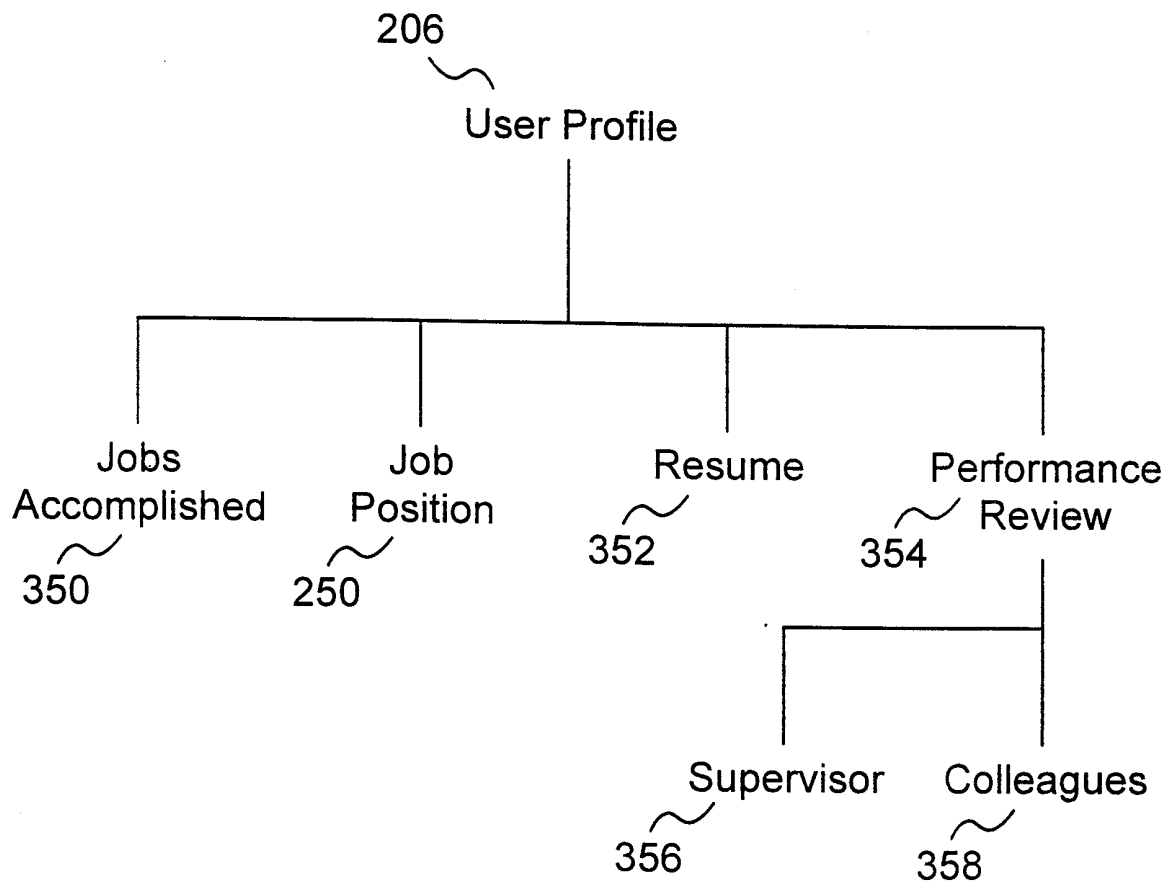 206
User Profile
Jobs
Accomplished
350
Job
Position
250
Resume
352
Performance
Review
354
Supervisor
356
Colleagues
358